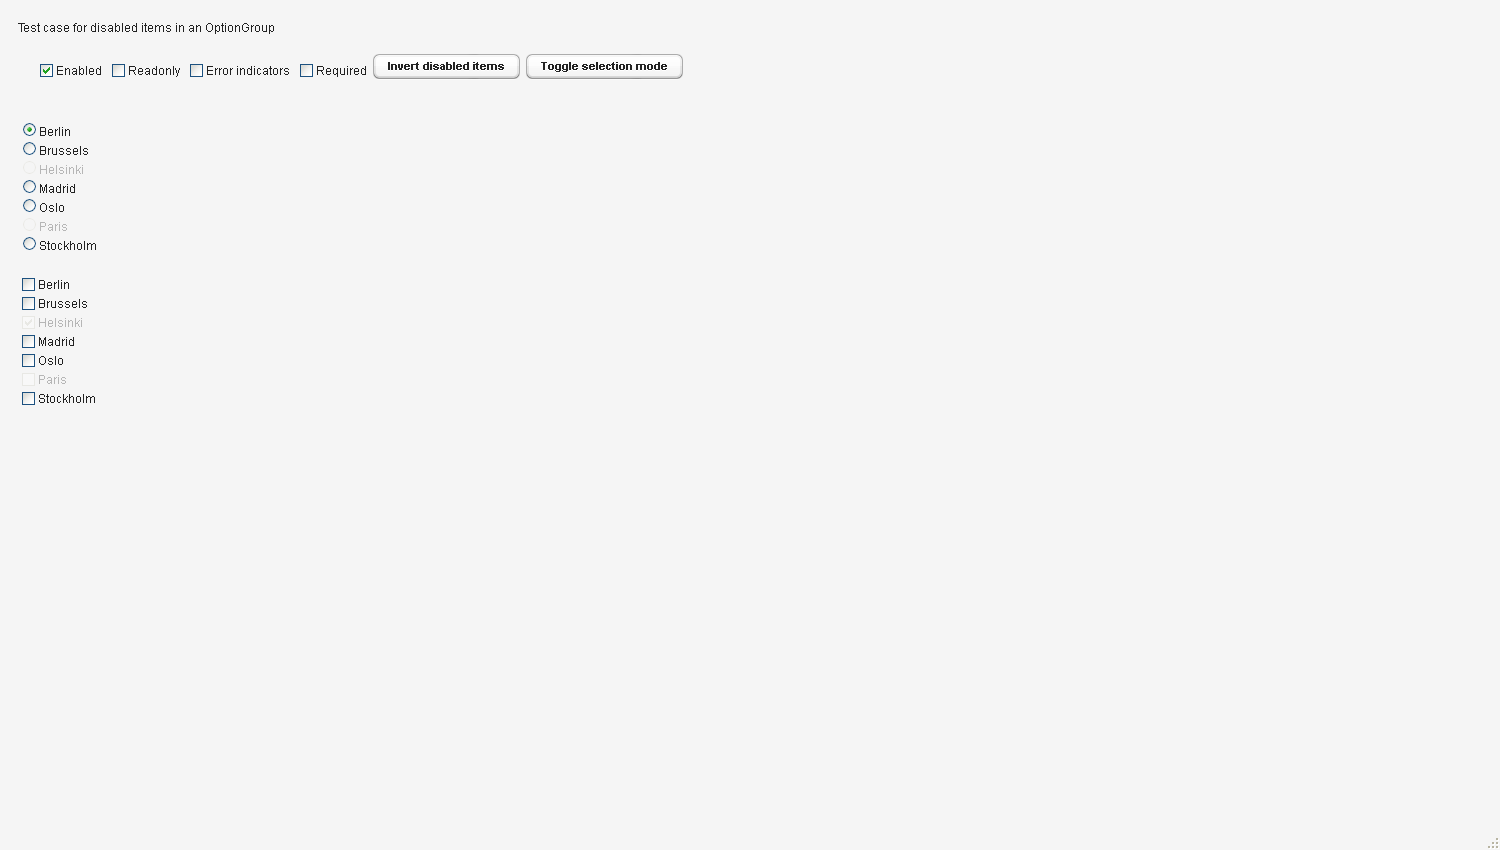 Test case for disabled items in an OptionGroup
Enabled Readonly Error indicators Required Invert disabled items Toggle selection mode
Berlin
Brussels
Helsinki
Madrid
Oslo
Paris
Stockholm
Berlin
Brussels
Helsinki
Madrid
Oslo
Paris
Stockholm